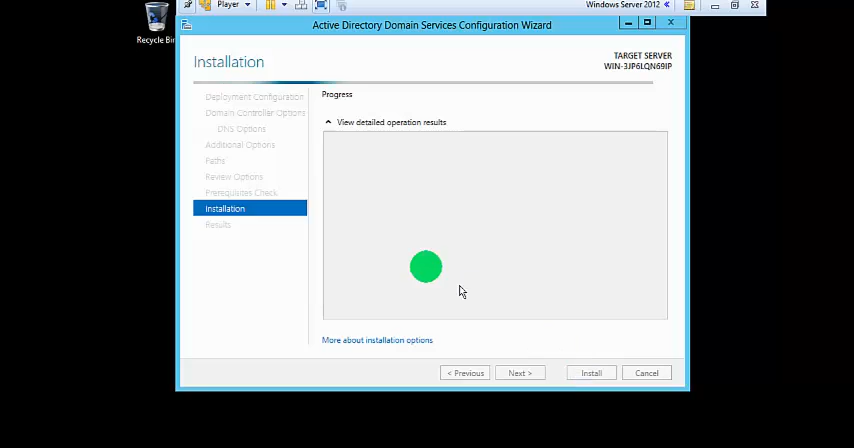 Player
Windows Server 2012
Recycle Bin
Active Directory Domain Services Configuration Wizard
Installation
TARGET SERVER
WIN-3JP6LQN69IP
Deployment Configuration
Domain Controller Options
DNS Options
Additional Options
Paths
Review Options
Prerequisites Check
Installation
Results
Progress
View detailed operation results
More about installation options
< Previous
Next >
Install
Cancel